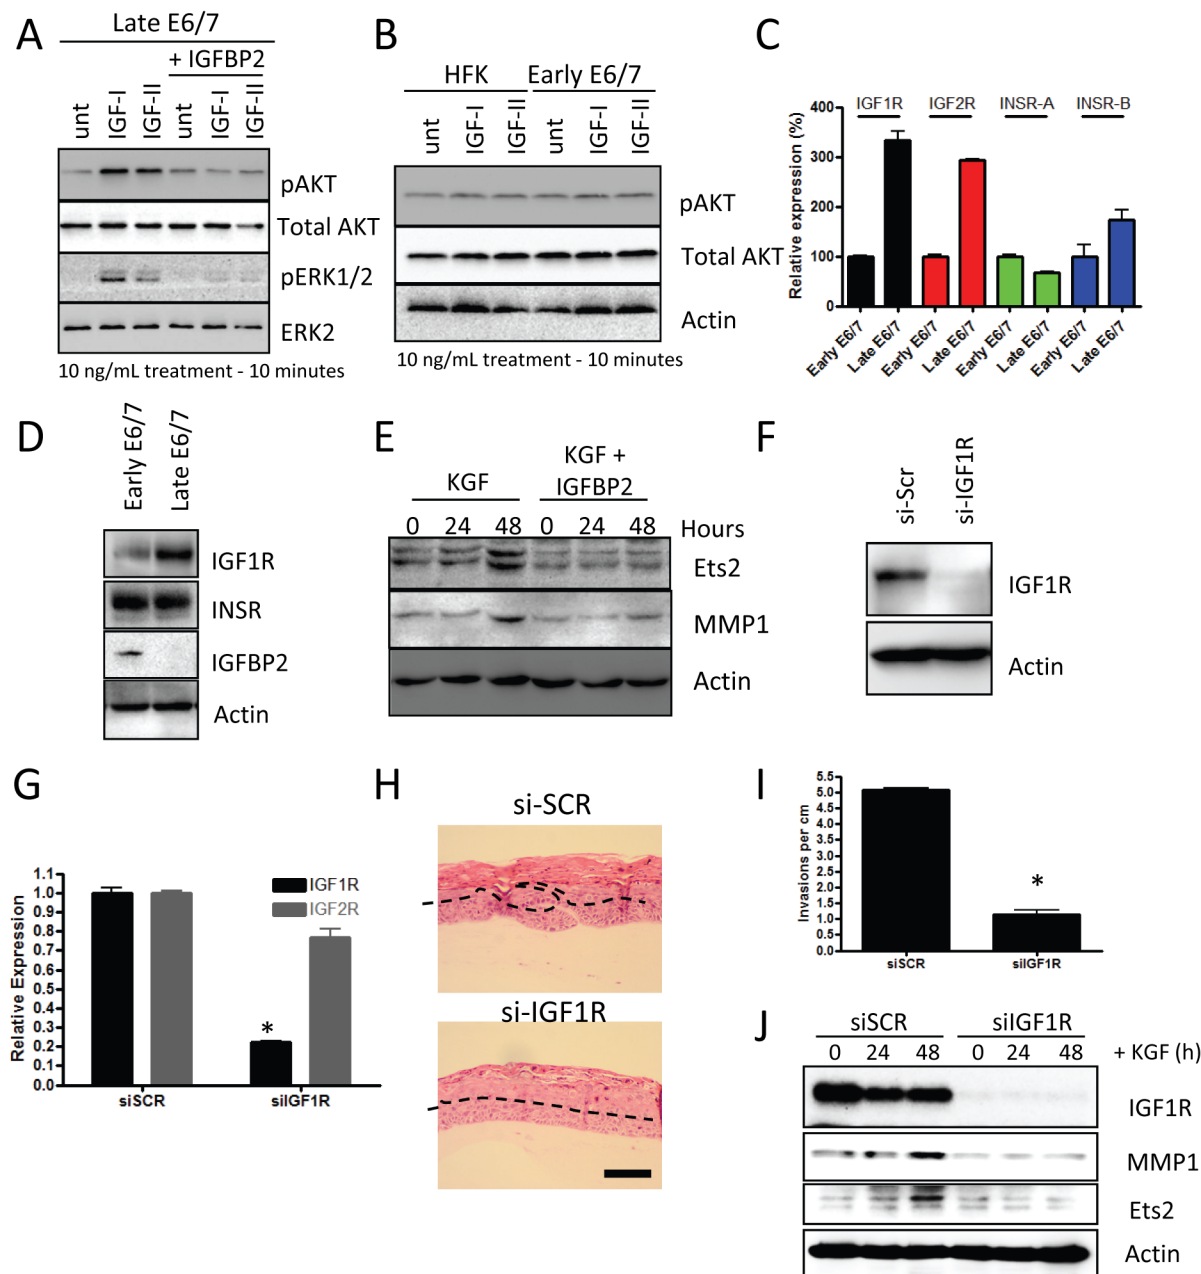 A
Late E6/7
+ IGFBP2
unt
IGF-I
IGF-II
unt
IGF-I
IGF-II
pAKT
Total AKT
pERK1/2
ERK2
10 ng/mL treatment - 10 minutes
B
HFK
Early E6/7
unt
IGF-I
IGF-II
unt
IGF-I
IGF-II
pAKT
Total AKT
Actin
10 ng/mL treatment - 10 minutes
C
Relative expression (%)
400
300
200
100
0
IGF1R
IGF2R
INSR-A
INSR-B
Early E6/7
Late E6/7
Early E6/7
Late E6/7
Early E6/7
Late E6/7
Early E6/7
Late E6/7
D
Early E6/7
Late E6/7
IGF1R
INSR
IGFBP2
Actin
E
KGF
KGF +
IGFBP2
0 24 48 0 24 48 Hours
Ets2
MMP1
Actin
F
si-Scr
si-IGF1R
IGF1R
Actin
G
Relative Expression
1.1
1.0
0.9
0.8
0.7
0.6
0.5
0.4
0.3
0.2
0.1
0.0
IGF1R
IGF2R
*
siSCR
siIGF1R
H
si-SCR
si-IGF1R
I
Invasions per cm
5.5
5.0
4.5
4.0
3.5
3.0
2.5
2.0
1.5
1.0
0.5
0.0
*
siSCR
siIGF1R
J
siSCR
siIGF1R
0 24 48 0 24 48 + KGF (h)
IGF1R
MMP1
Ets2
Actin